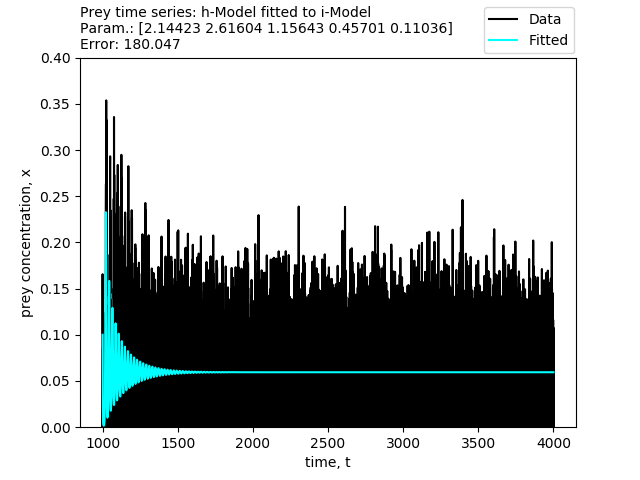 Prey time series: h-Model fitted to i-Model
Param.: [2.14423 2.61604 1.15643 0.45701 0.11036]
Error: 180.047
Data
Fitted
0.40
0.35
0.30
0.25
0.20
0.15
0.10
0.05
0.00
prey concentration, x
1000 1500 2000 2500 3000 3500 4000
time, t